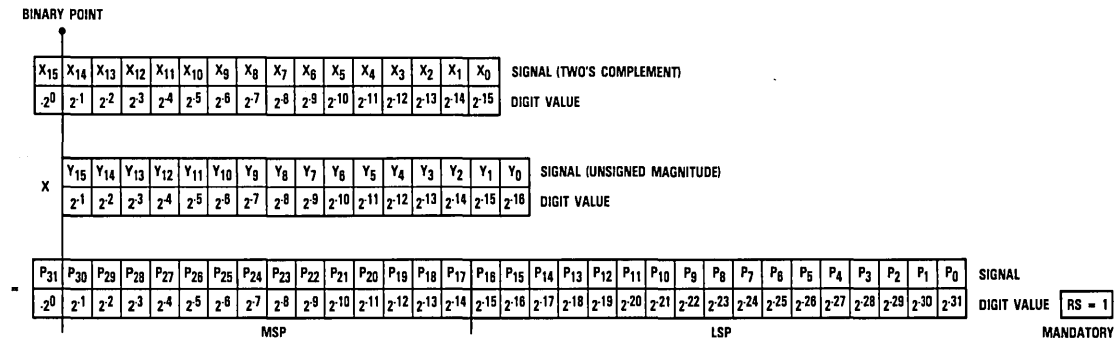 BINARY POINT
X15 X14 X13 X12 X11 X10 X9 X8 X7 X6 X5 X4 X3 X2 X1 X0 SIGNAL (TWO'S COMPLEMENT)
-2^0 2^-1 2^-2 2^-3 2^-4 2^-5 2^-6 2^-7 2^-8 2^-9 2^-10 2^-11 2^-12 2^-13 2^-14 2^-15 DIGIT VALUE
X Y15 Y14 Y13 Y12 Y11 Y10 Y9 Y8 Y7 Y6 Y5 Y4 Y3 Y2 Y1 Y0 SIGNAL (UNSIGNED MAGNITUDE)
2^-1 2^-2 2^-3 2^-4 2^-5 2^-6 2^-7 2^-8 2^-9 2^-10 2^-11 2^-12 2^-13 2^-14 2^-15 2^-16 DIGIT VALUE
= P31 P30 P29 P28 P27 P26 P25 P24 P23 P22 P21 P20 P19 P18 P17 P16 P15 P14 P13 P12 P11 P10 P9 P8 P7 P6 P5 P4 P3 P2 P1 P0 SIGNAL
-2^0 2^-1 2^-2 2^-3 2^-4 2^-5 2^-6 2^-7 2^-8 2^-9 2^-10 2^-11 2^-12 2^-13 2^-14 2^-15 2^-16 2^-17 2^-18 2^-19 2^-20 2^-21 2^-22 2^-23 2^-24 2^-25 2^-26 2^-27 2^-28 2^-29 2^-30 2^-31 DIGIT VALUE RS = 1
MSP LSP MANDATORY